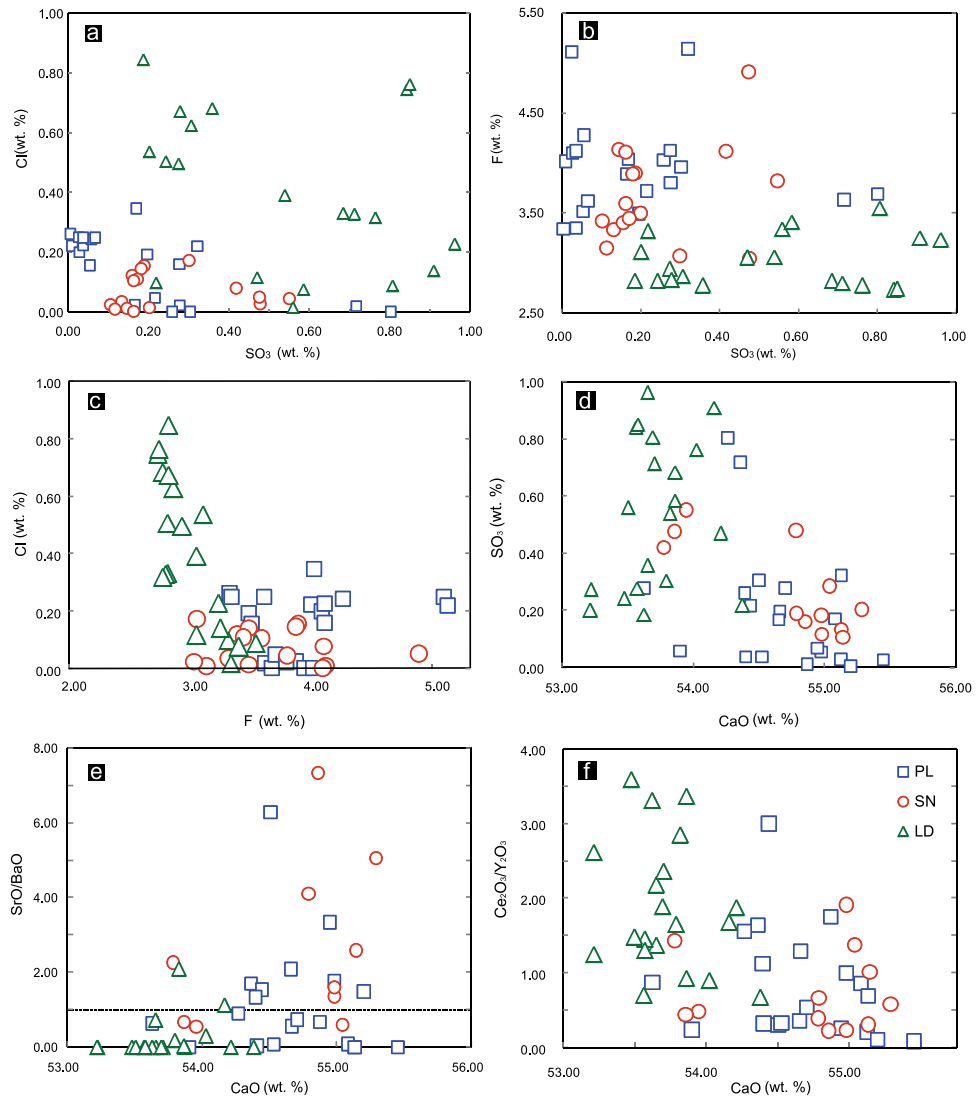 a
1.00
0.80
0.60
0.40
0.20
0.00
Cl(wt. %)
0.00 0.20 0.40 0.60 0.80 1.00
SO₃ (wt. %)
b
5.50
4.50
3.50
2.50
F (wt. %)
0.00 0.20 0.40 0.60 0.80 1.00
SO₃ (wt. %)
c
1.00
0.80
0.60
0.40
0.20
0.00
Cl (wt. %)
2.00 3.00 4.00 5.00
F (wt. %)
d
1.00
0.80
0.60
0.40
0.20
0.00
SO₃ (wt. %)
53.00 54.00 55.00 56.00
CaO (wt. %)
e
8.00
6.00
4.00
2.00
0.00
SrO/BaO
53.00 54.00 55.00 56.00
CaO (wt. %)
f
4.00
3.00
2.00
1.00
0.00
Ce₂O₃/Y₂O₃
53.00 54.00 55.00
CaO (wt. %)
PL
SN
LD